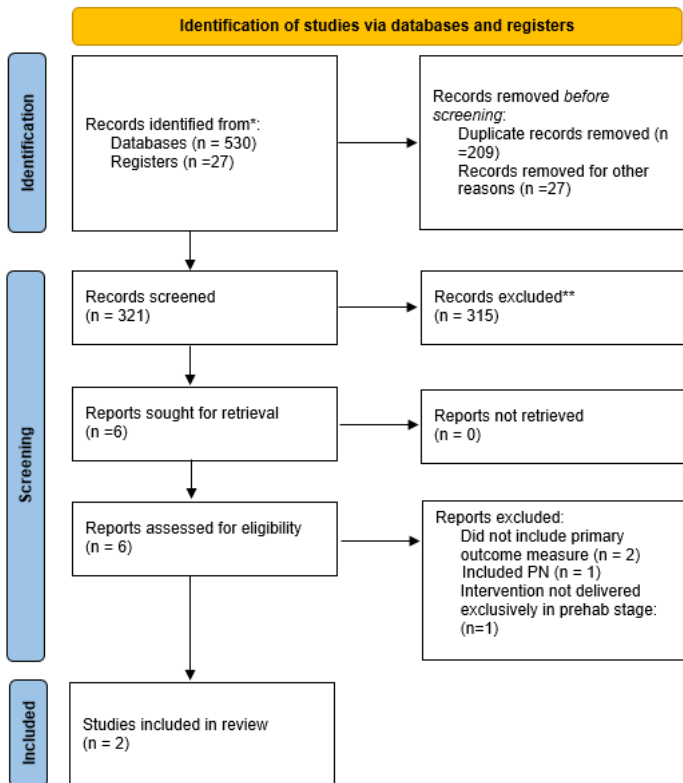 Identification of studies via databases and registers
Identification
Records identified from*:
Databases (n = 530)
Registers (n =27)
Records removed before
screening:
Duplicate records removed (n
=209)
Records removed for other
reasons (n =27)
Screening
Records screened
(n = 321)
Records excluded**
(n = 315)
Reports sought for retrieval
(n =6)
Reports not retrieved
(n = 0)
Reports assessed for eligibility
(n = 6)
Reports excluded:
Did not include primary
outcome measure (n = 2)
Included PN (n = 1)
Intervention not delivered
exclusively in prehab stage:
(n=1)
Included
Studies included in review
(n = 2)